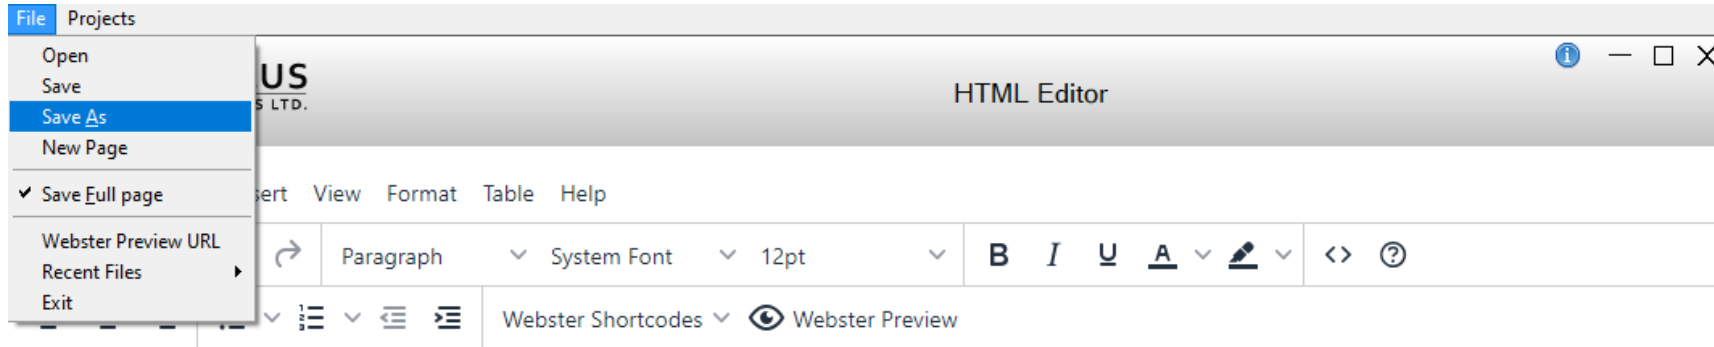 File Projects
Open
Save
Save As
New Page
Save Full page
Webster Preview URL
Recent Files
Exit
US
S LTD.
HTML Editor
sert View Format Table Help
Paragraph System Font 12pt B I U A <> ?
Webster Shortcodes Webster Preview